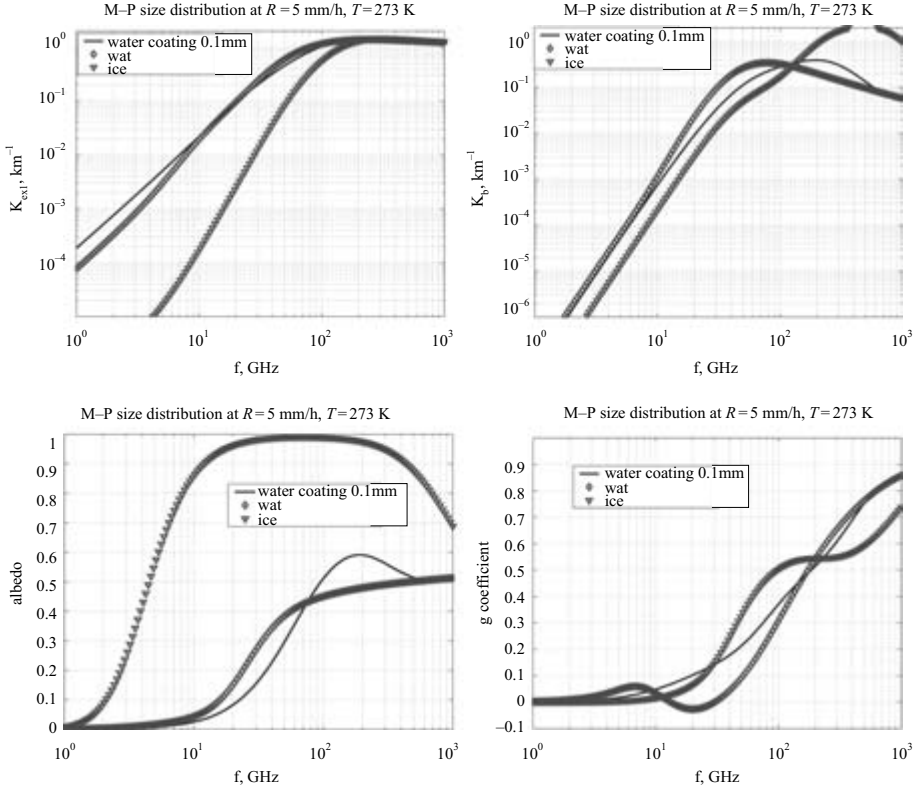 M–P size distribution at R = 5 mm/h, T = 273 K
water coating 0.1mm
wat
ice
K_ext, km⁻¹
10⁰
10⁻¹
10⁻²
10⁻³
10⁻⁴
10⁰ 10¹ 10² 10³
f, GHz
M–P size distribution at R = 5 mm/h, T = 273 K
water coating 0.1mm
wat
ice
K_b, km⁻¹
10⁰
10⁻¹
10⁻²
10⁻³
10⁻⁴
10⁻⁵
10⁻⁶
10⁰ 10¹ 10² 10³
f, GHz
M–P size distribution at R = 5 mm/h, T = 273 K
water coating 0.1mm
wat
ice
albedo
1
0.9
0.8
0.7
0.6
0.5
0.4
0.3
0.2
0.1
0
10⁰ 10¹ 10² 10³
f, GHz
M–P size distribution at R = 5 mm/h, T = 273 K
water coating 0.1mm
wat
ice
g coefficient
0.9
0.8
0.7
0.6
0.5
0.4
0.3
0.2
0.1
0
–0.1
10⁰ 10¹ 10² 10³
f, GHz